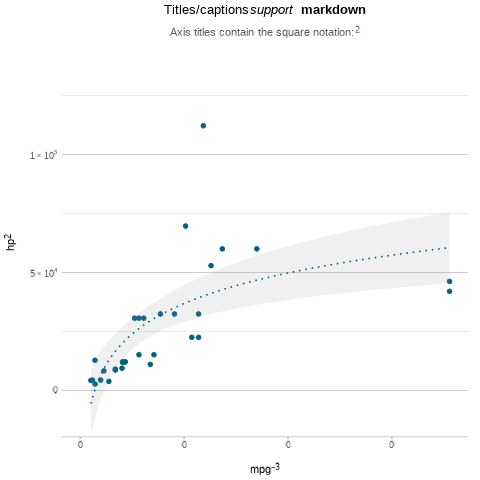 Titles/captions support markdown
Axis titles contain the square notation:²
1 × 10⁵
5 × 10⁴
0
hp²
0 0 0 0
mpg⁻³